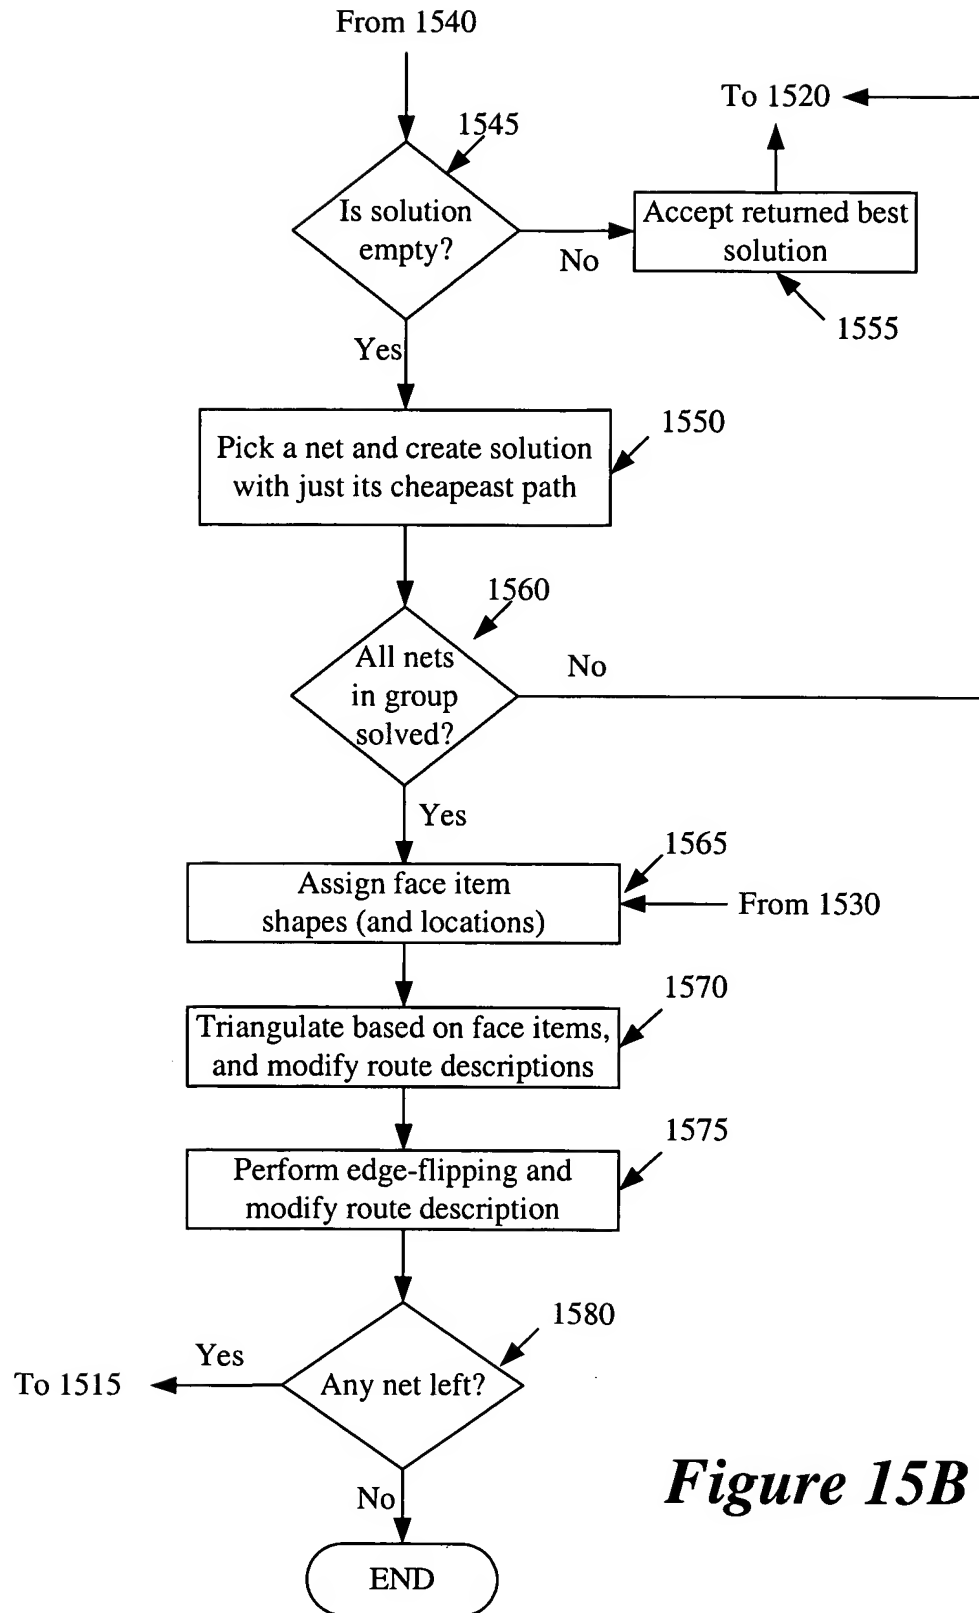 From 1540
To 1520
1545
Is solution
empty?
No
Accept returned best
solution
1555
Yes
Pick a net and create solution
with just its cheapeast path
1550
1560
All nets
in group
solved?
No
Yes
1565
Assign face item
shapes (and locations)
From 1530
1570
Triangulate based on face items,
and modify route descriptions
1575
Perform edge-flipping and
modify route description
1580
Yes
To 1515
Any net left?
No
Figure 15B
END